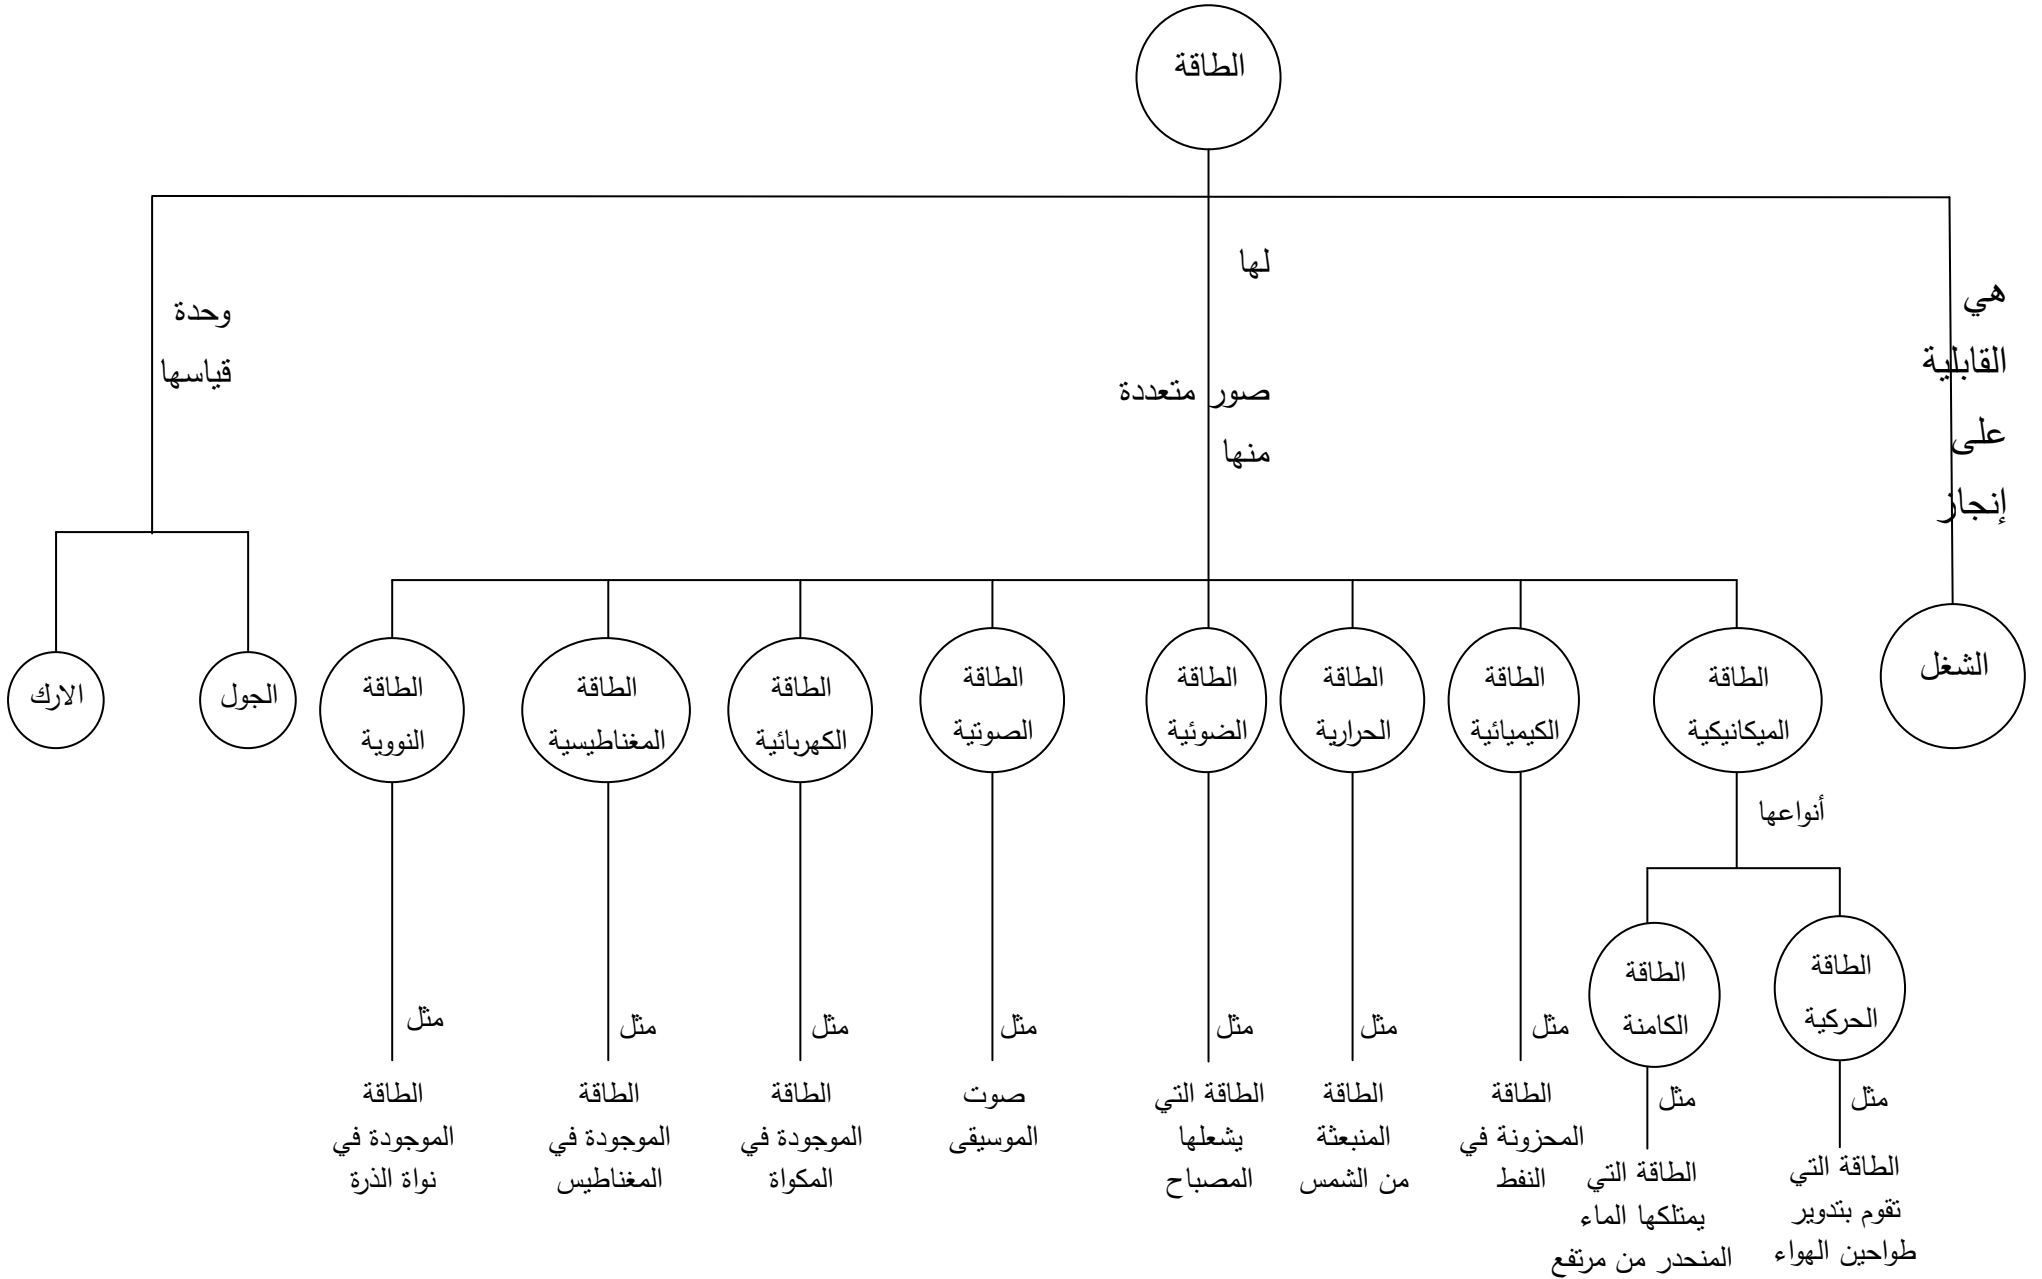 الطاقة
هي
القابلية
على
إنجاز
لها
صور متعددة
منها
وحدة
قياسها
الشغل
الطاقة
الميكانيكية
الطاقة
الكيميائية
الطاقة
الحرارية
الطاقة
الضوئية
الطاقة
الصوتية
الطاقة
الكهربائية
الطاقة
المغناطيسية
الطاقة
النووية
الجول
الارك
أنواعها
الطاقة
الحركية
الطاقة
الكامنة
مثل
مثل
مثل
مثل
مثل
مثل
مثل
مثل
مثل
الطاقة التي
تقوم بتدوير
طواحين الهواء
الطاقة التي
يمتلكها الماء
المنحدر من مرتفع
الطاقة
المحزونة في
النفط
الطاقة
المنبعثة
من الشمس
الطاقة التي
يشعلها
المصباح
صوت
الموسيقى
الطاقة
الموجودة في
المكواة
الطاقة
الموجودة في
المغناطيس
الطاقة
الموجودة في
نواة الذرة